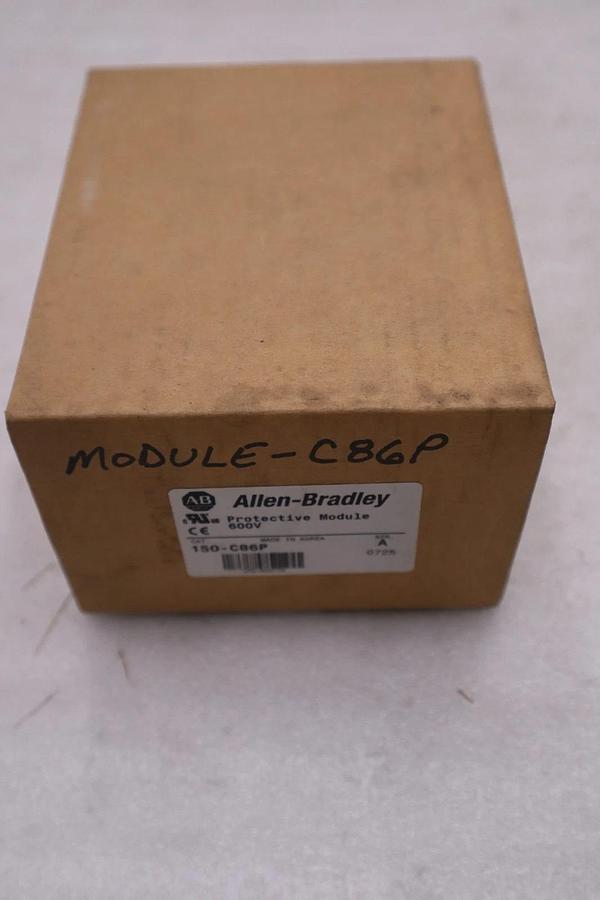 MODULE-C86P
AB Allen-Bradley
Protective Module
600V
CE
CAT MADE IN KOREA SER.
150-C86P A
0725